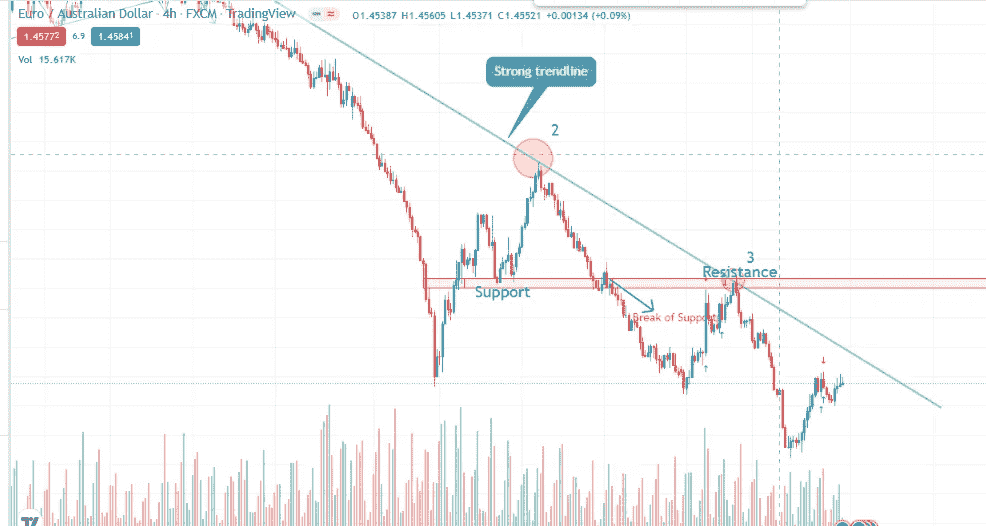 Euro / Australian Dollar · 4h · FXCM · TradingView O1.45387 H1.45605 L1.45371 C1.45521 +0.00134 (+0.09%)
1.45772 6.9 1.45841
Vol 15.617K
Strong trendline
2
3
Resistance
Support
Break of Support